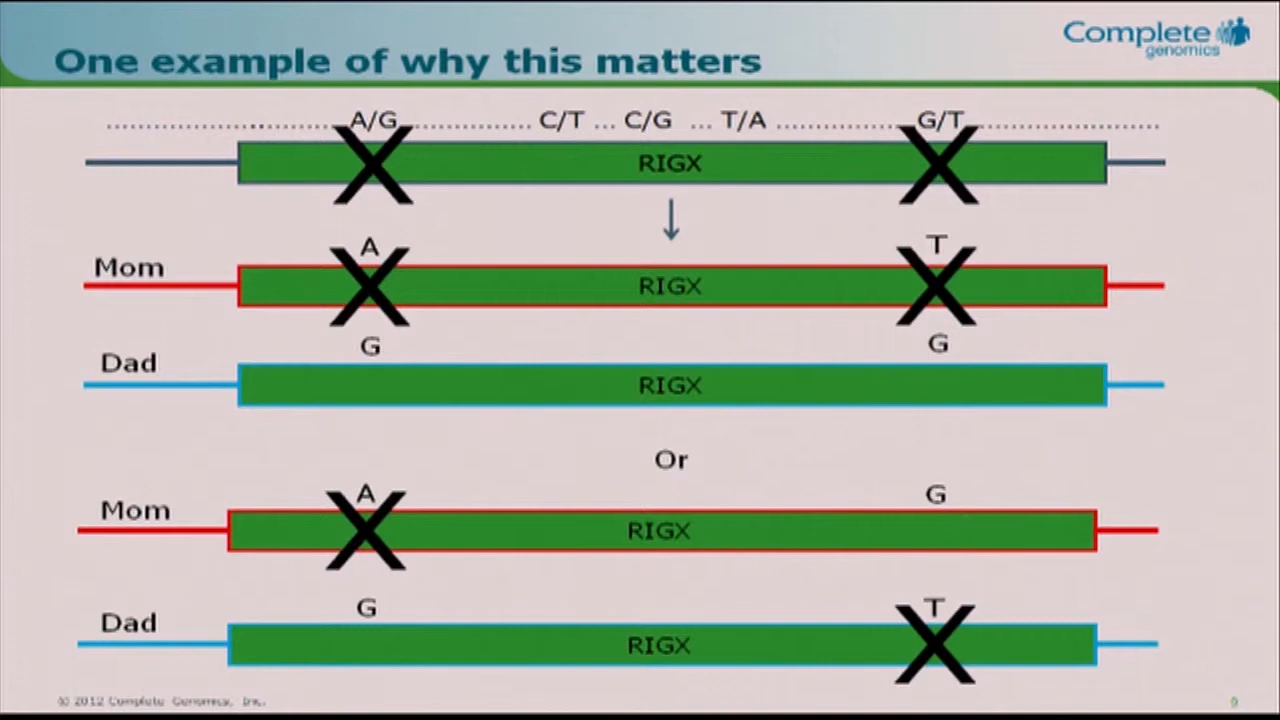 Complete
genomics
One example of why this matters
A/G C/T ... C/G ... T/A G/T
RIGX
A T
Mom
RIGX
G G
Dad
RIGX
Or
A G
Mom
RIGX
G T
Dad
RIGX
© 2012 Complete Genomics, Inc.
9